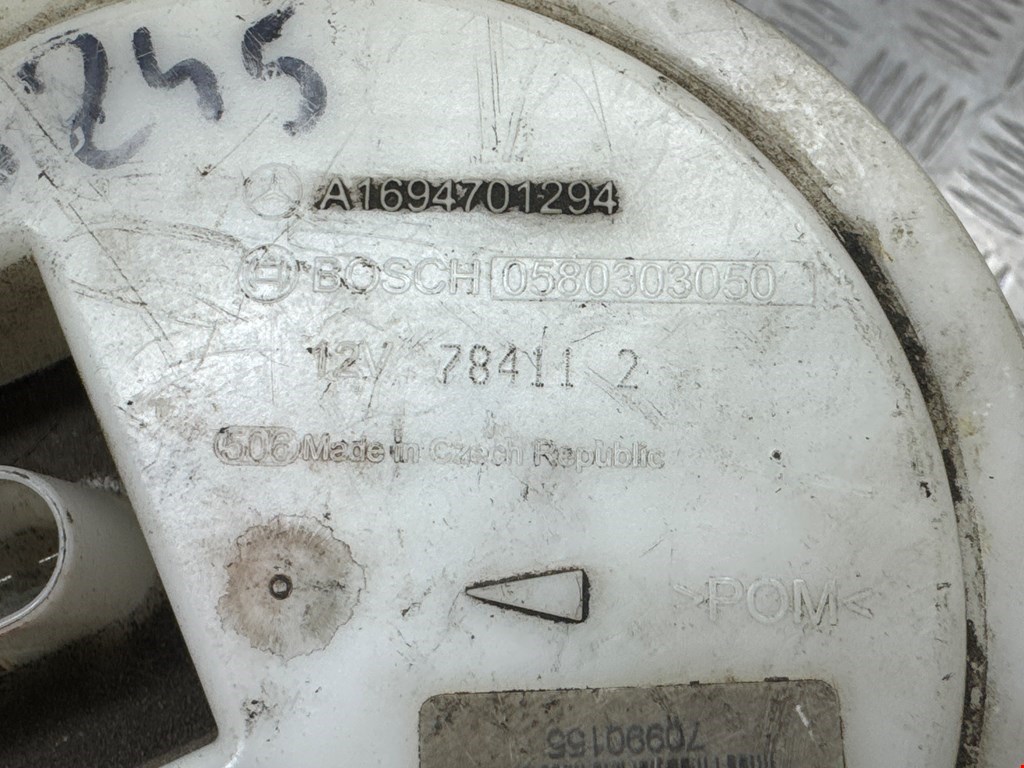 245
A1694701294
BOSCH 0580303050
12V 78411 2
506 Made in Czech Republic
>POM<
70990155